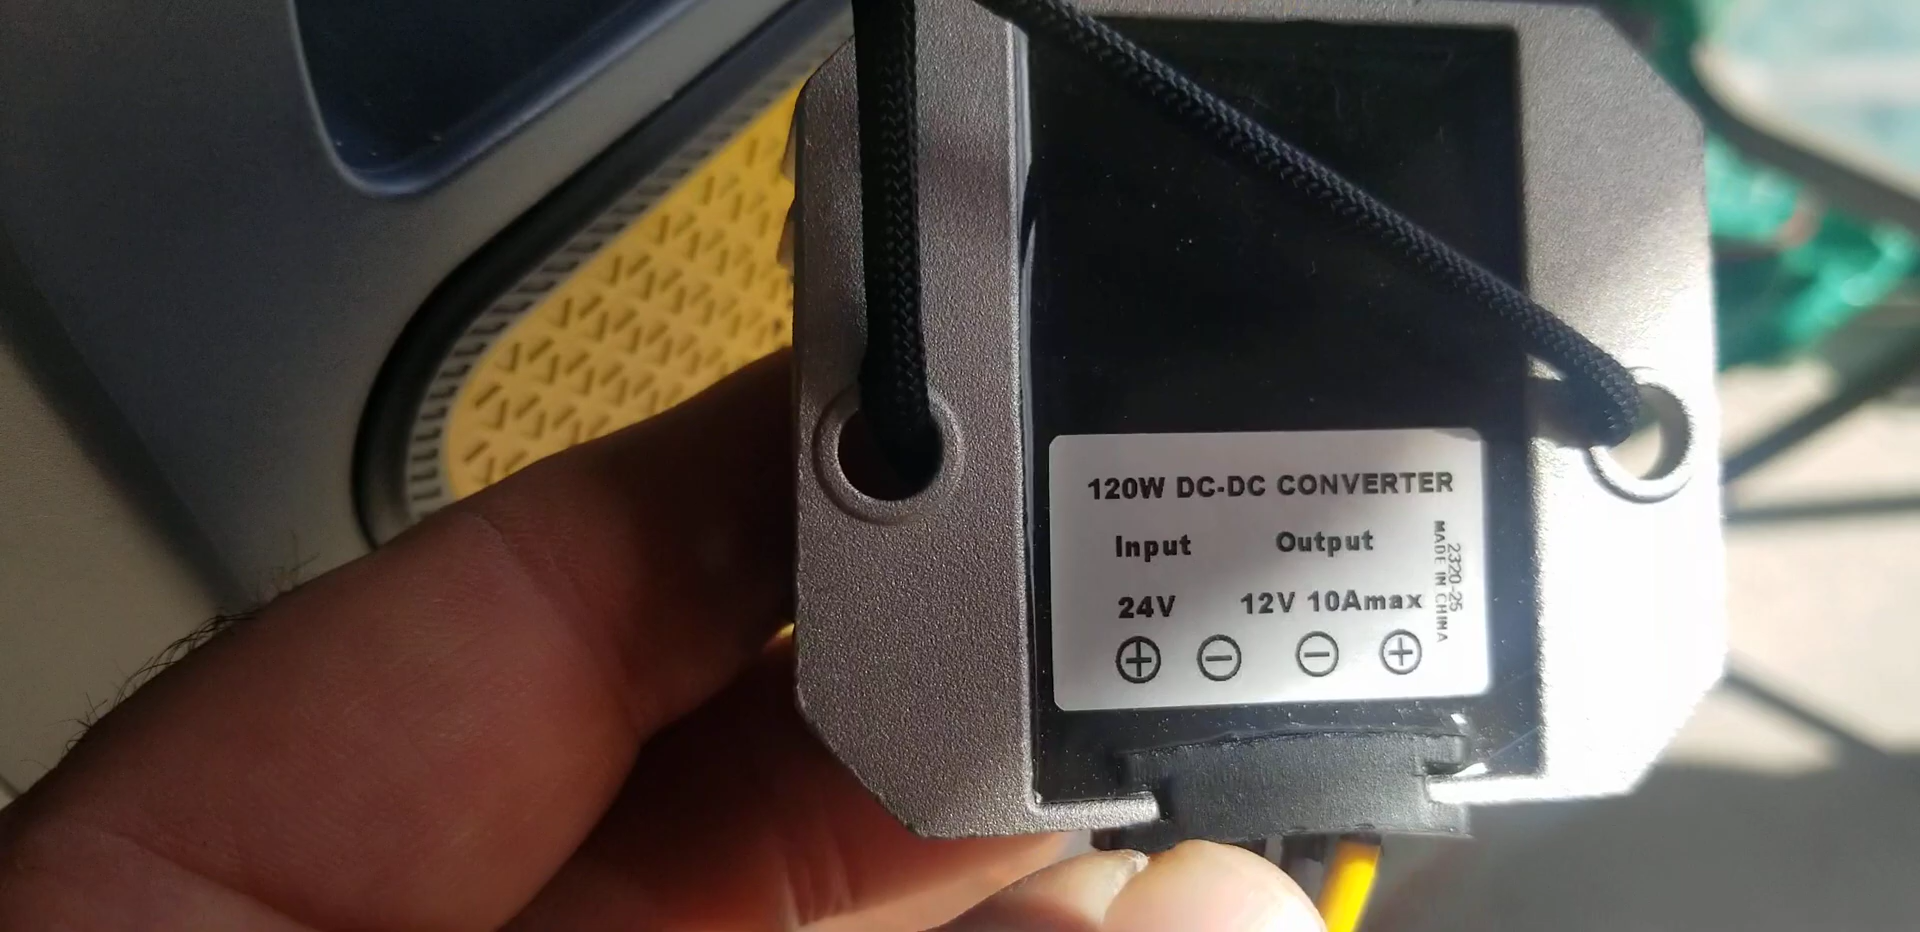 120W DC-DC CONVERTER
Input Output
24V 12V 10Amax
⊕ ⊖ ⊖ ⊕
2320-25
MADE IN CHINA